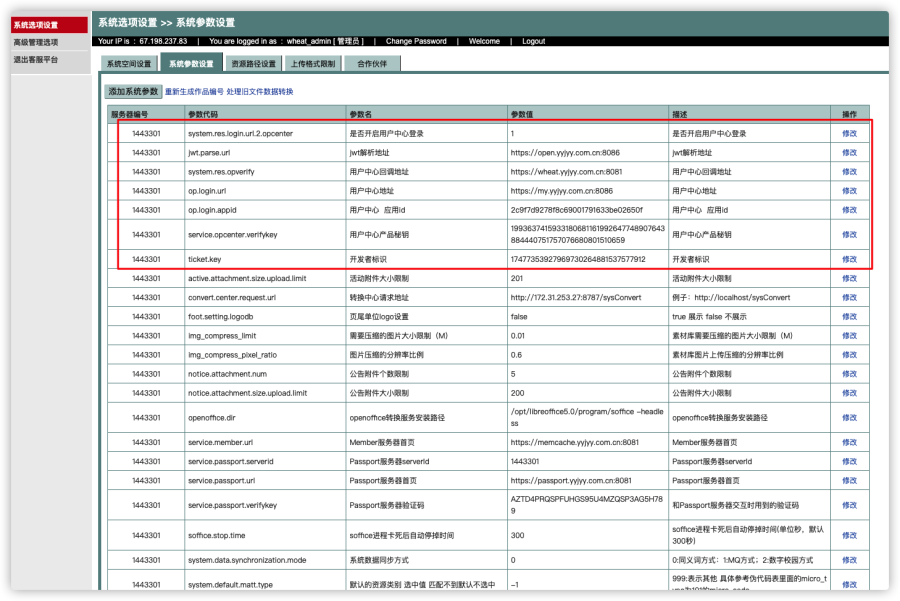 系统选项设置
高级管理选项
退出客服平台
系统选项设置 >> 系统参数设置
Your IP is : 67.198.237.83 | You are logged in as : wheat_admin [ 管理员 ] | Change Password | Welcome | Logout
系统空间设置 系统参数设置 资源路径设置 上传格式限制 合作伙伴
添加系统参数 重新生成作品编号 处理旧文件数据转换
服务器编号 参数代码 参数名 参数值 描述 操作
1443301 system.res.login.url.2.opcenter 是否开启用户中心登录 1 是否开启用户中心登录 修改
1443301 jwt.parse.url jwt解析地址 https://open.yyjyy.com.cn:8086 jwt解析地址 修改
1443301 system.res.opverify 用户中心回调地址 https://wheat.yyjyy.com.cn:8081 用户中心回调地址 修改
1443301 op.login.url 用户中心地址 https://my.yyjyy.com.cn:8086 用户中心地址 修改
1443301 op.login.appid 用户中心 应用id 2c9f7d9278f8c69001791633be02650f 用户中心 应用id 修改
1443301 service.opcenter.verifykey 用户中心产品秘钥 199363741593318068116199264774890764388444075175707668080151065​9 用户中心产品秘钥 修改
1443301 ticket.key 开发者标识 174773539279697302648815375779​12 开发者标识 修改
1443301 active.attachment.size.upload.limit 活动附件大小限制 201 活动附件大小限制 修改
1443301 convert.center.request.url 转换中心请求地址 http://172.31.253.27:8787/sysConvert 例子：http://localhost/sysConvert 修改
1443301 foot.setting.logodb 页尾单位logo设置 false true 展示 false 不展示 修改
1443301 img_compress_limit 需要压缩的图片大小限制（M） 0.01 素材库需要压缩的图片大小限制（M） 修改
1443301 img_compress_pixel_ratio 图片压缩的分辨率比例 0.6 素材库图片上传压缩的分辨率比例 修改
1443301 notice.attachment.num 公告附件个数限制 5 公告附件个数限制 修改
1443301 notice.attachment.size.upload.limit 公告附件大小限制 200 公告附件大小限制 修改
1443301 openoffice.dir openoffice转换服务安装路径 /opt/libreoffice5.0/program/soffice -headless openoffice转换服务安装路径 修改
1443301 service.member.url Member服务器首页 https://memcache.yyjyy.com.cn:8081 Member服务器首页 修改
1443301 service.passport.serverid Passport服务器serverId 1443301 Passport服务器serverId 修改
1443301 service.passport.url Passport服务器首页 https://passport.yyjyy.com.cn:8081 Passport服务器首页 修改
1443301 service.passport.verifykey Passport服务器验证码 AZTD4PRQSPFUHGS95U4MZQSP3AG5H789 和Passport服务器交互时用到的验证码 修改
1443301 soffice.stop.time soffice进程卡死后自动停掉时间 300 soffice进程卡死后自动停掉时间(单位秒，默认300秒) 修改
1443301 system.data.synchronization.mode 系统数据同步方式 0 0:同义词方式：1:MQ方式；2:数字校园方式 修改
1443301 system.default.matt.type 默认的资源类别 选中值 匹配不到默认不选中 -1 999:表示其他 具体参考伪代码表里面的micro_t 修改